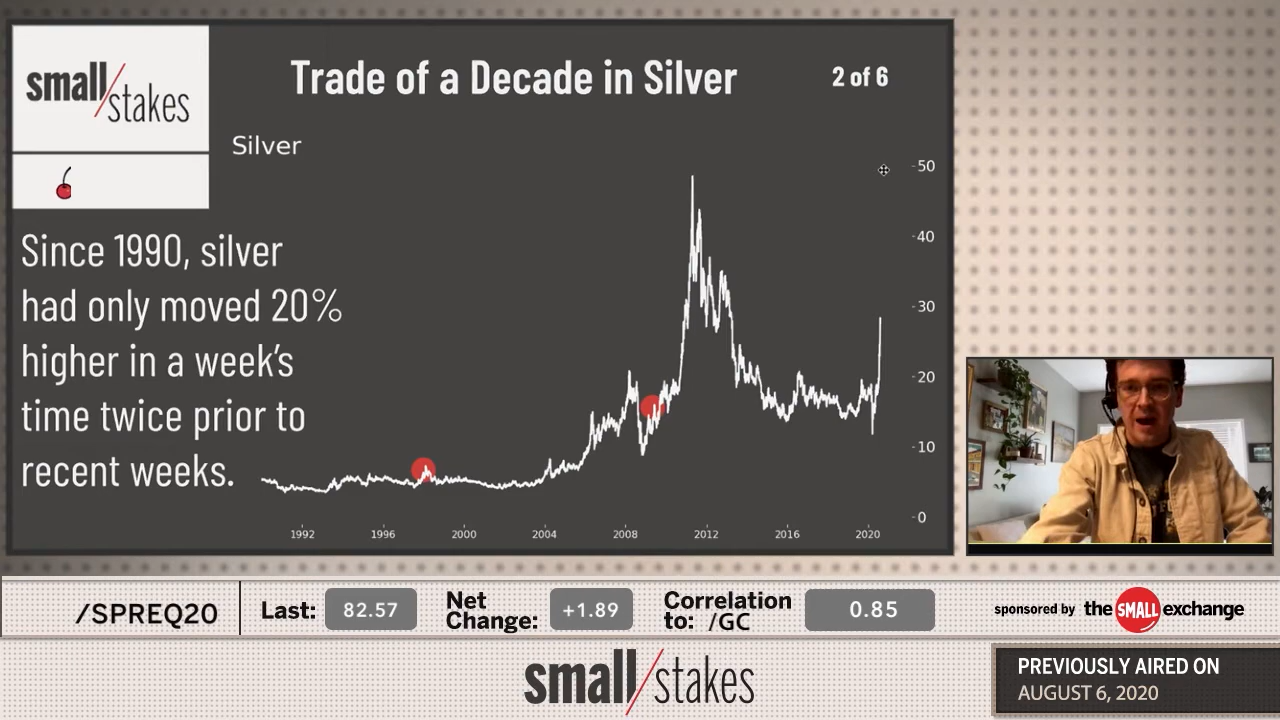 small/stakes
Trade of a Decade in Silver
2 of 6
Silver
Since 1990, silver
had only moved 20%
higher in a week's
time twice prior to
recent weeks.
50
40
30
20
10
0
1992 1996 2000 2004 2008 2012 2016 2020
/SPREQ20
Last: 82.57
Net Change: +1.89
Correlation to: /GC 0.85
sponsored by the SMALL exchange
small/stakes
PREVIOUSLY AIRED ON
AUGUST 6, 2020